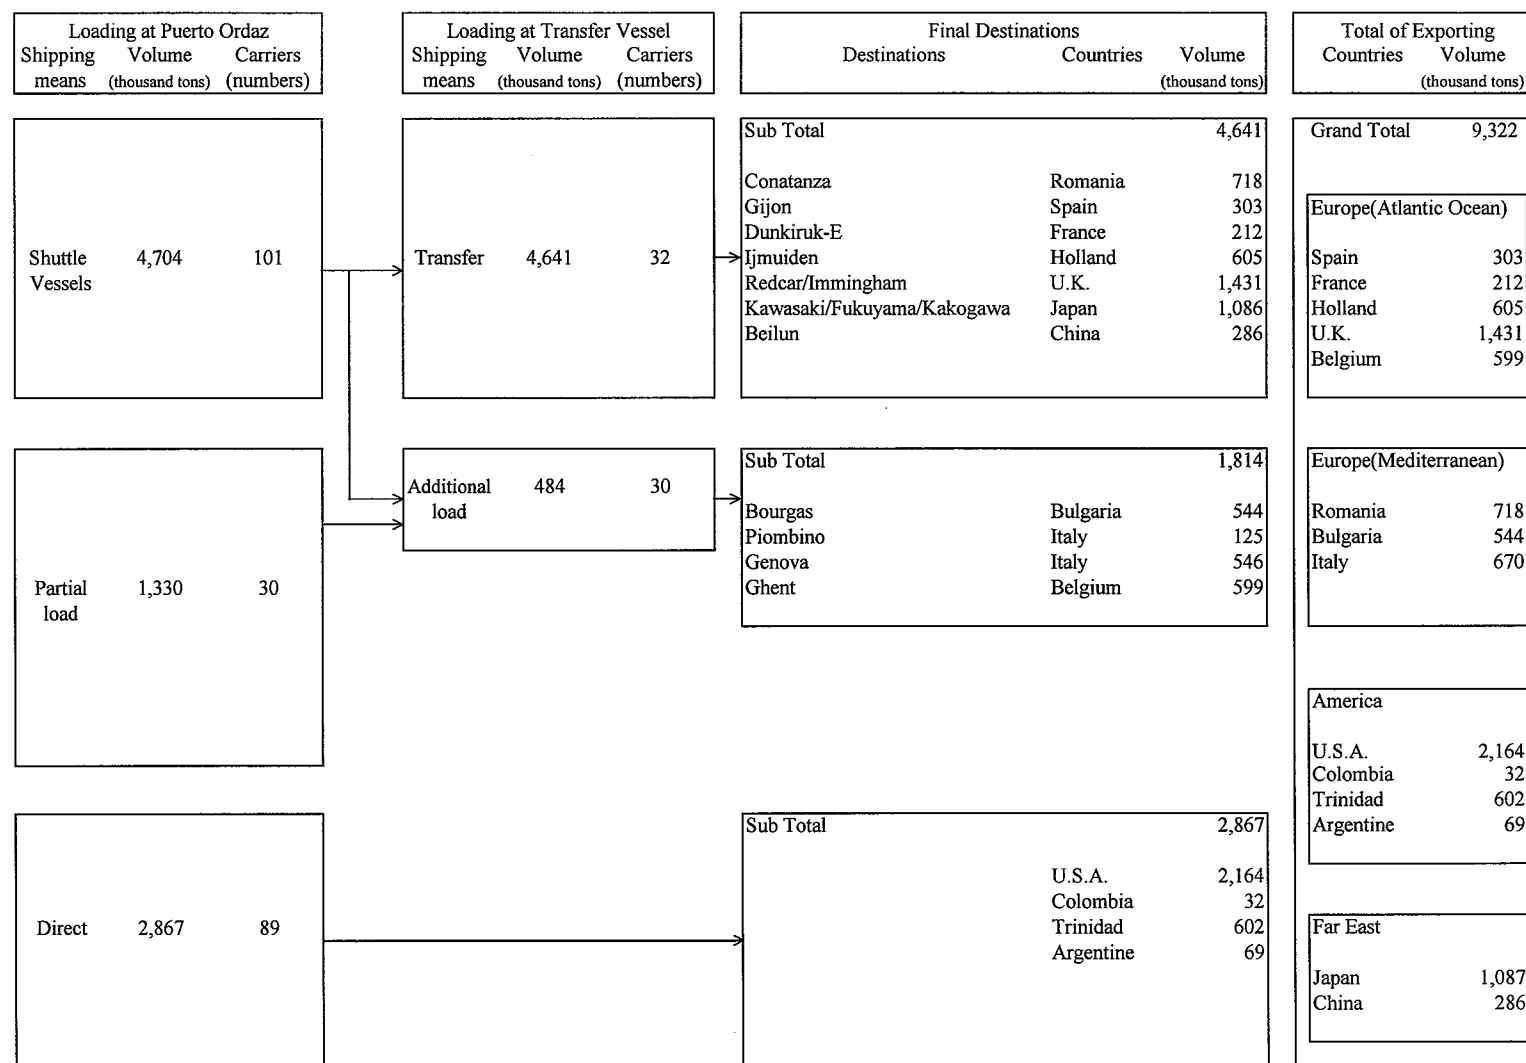 Loading at Puerto Ordaz
Shipping means Volume (thousand tons) Carriers (numbers)
Loading at Transfer Vessel
Shipping means Volume (thousand tons) Carriers (numbers)
Final Destinations
Destinations Countries Volume (thousand tons)
Total of Exporting
Countries Volume (thousand tons)
Shuttle Vessels 4,704 101
Transfer 4,641 32
Sub Total 4,641
Conatanza Romania 718
Gijon Spain 303
Dunkiruk-E France 212
Ijmuiden Holland 605
Redcar/Immingham U.K. 1,431
Kawasaki/Fukuyama/Kakogawa Japan 1,086
Beilun China 286
Grand Total 9,322
Europe(Atlantic Ocean)
Spain 303
France 212
Holland 605
U.K. 1,431
Belgium 599
Partial load 1,330 30
Additional load 484 30
Sub Total 1,814
Bourgas Bulgaria 544
Piombino Italy 125
Genova Italy 546
Ghent Belgium 599
Europe(Mediterranean)
Romania 718
Bulgaria 544
Italy 670
America
U.S.A. 2,164
Colombia 32
Trinidad 602
Argentine 69
Direct 2,867 89
Sub Total 2,867
U.S.A. 2,164
Colombia 32
Trinidad 602
Argentine 69
Far East
Japan 1,087
China 286